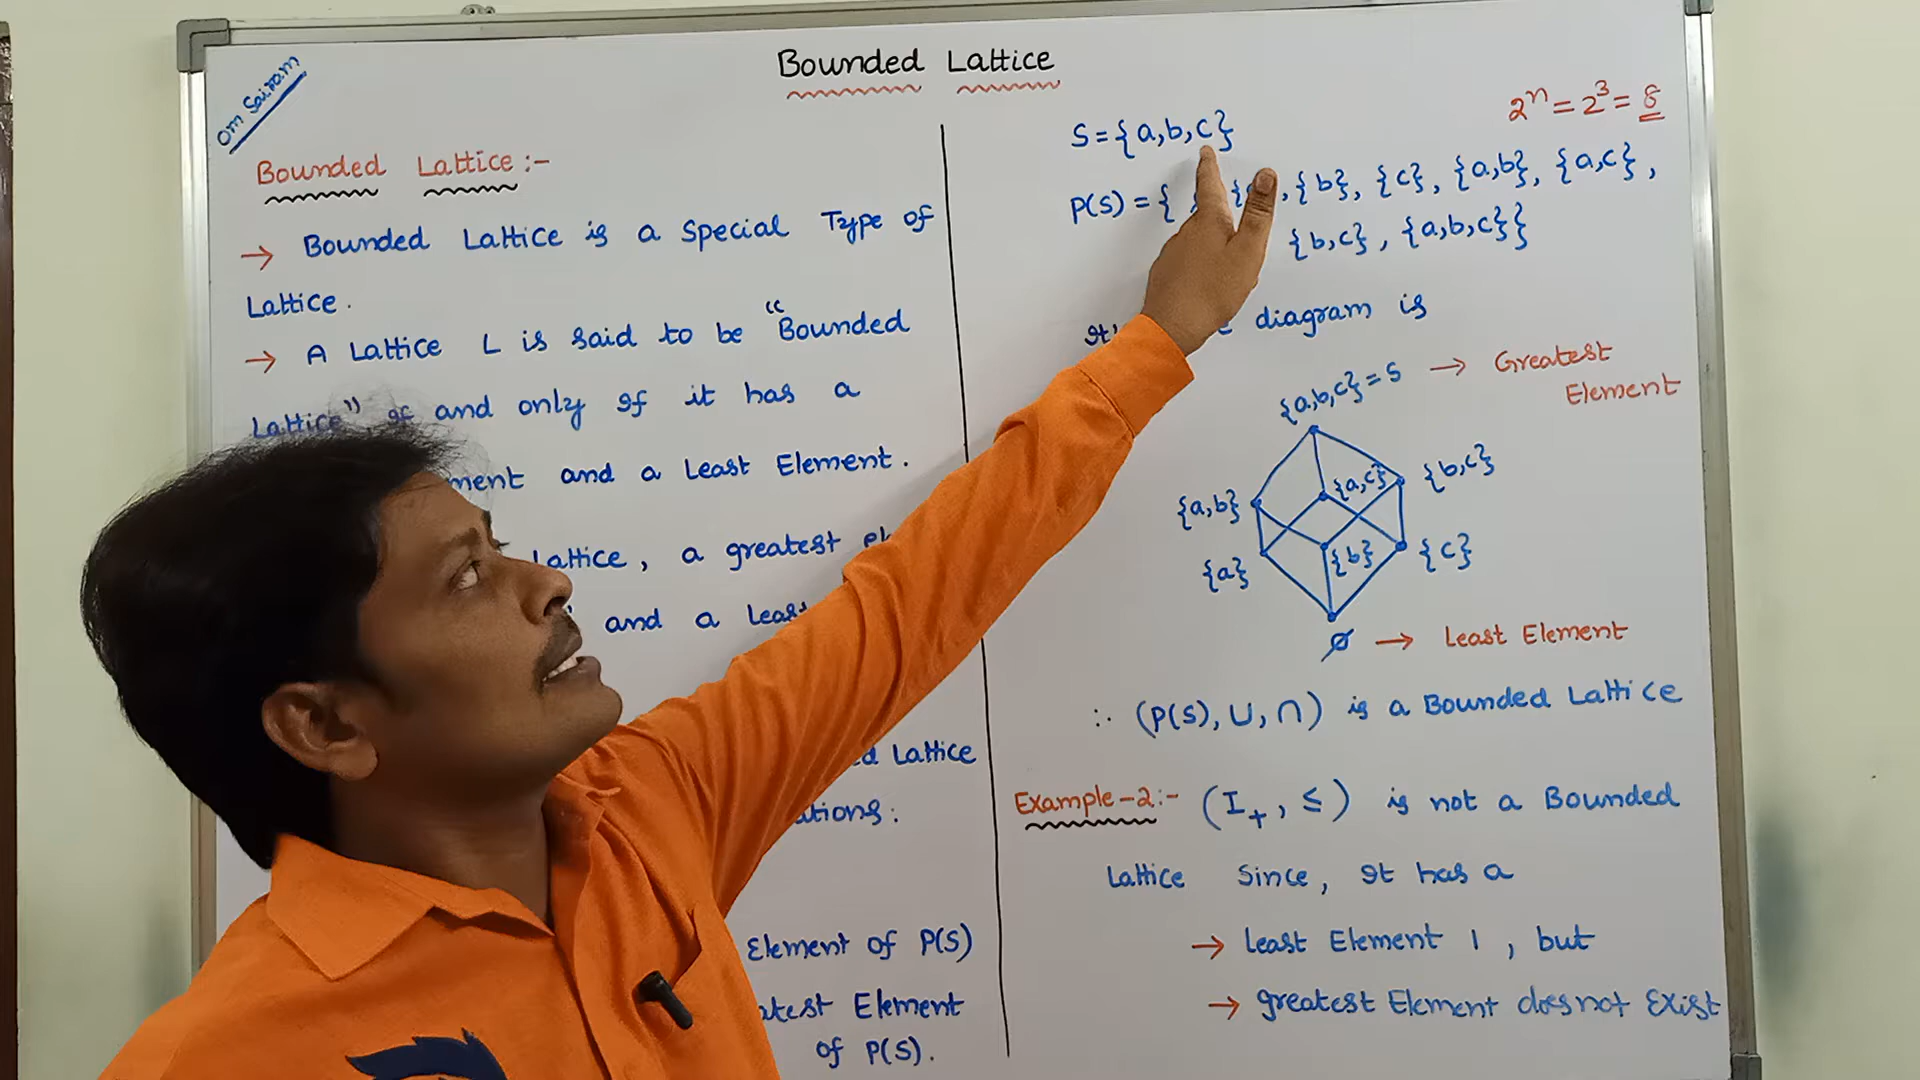 Bounded Lattice
Om Sairam
Bounded Lattice :-
→ Bounded Lattice is a Special Type of
Lattice.
→ A Lattice L is said to be "Bounded
Lattice", If and only If it has a
and a Least Element.
Lattice, a greatest
and a Least
Lattice
Element of P(S)
Element
of P(S).
2ⁿ = 2³ = 8
S = {a,b,c}
P(S) = { , {b}, {c}, {a,b}, {a,c},
{b,c}, {a,b,c}}
diagram is
{a,b,c} = S → Greatest
Element
{a,b} {a,c} {b,c}
{a} {b} {c}
∅ → Least Element
∴ (P(S), ∪, ∩) is a Bounded Lattice
Example-2:- (I₊, ≤) is not a Bounded
Lattice Since, It has a
→ Least Element 1, but
→ greatest Element does not Exist